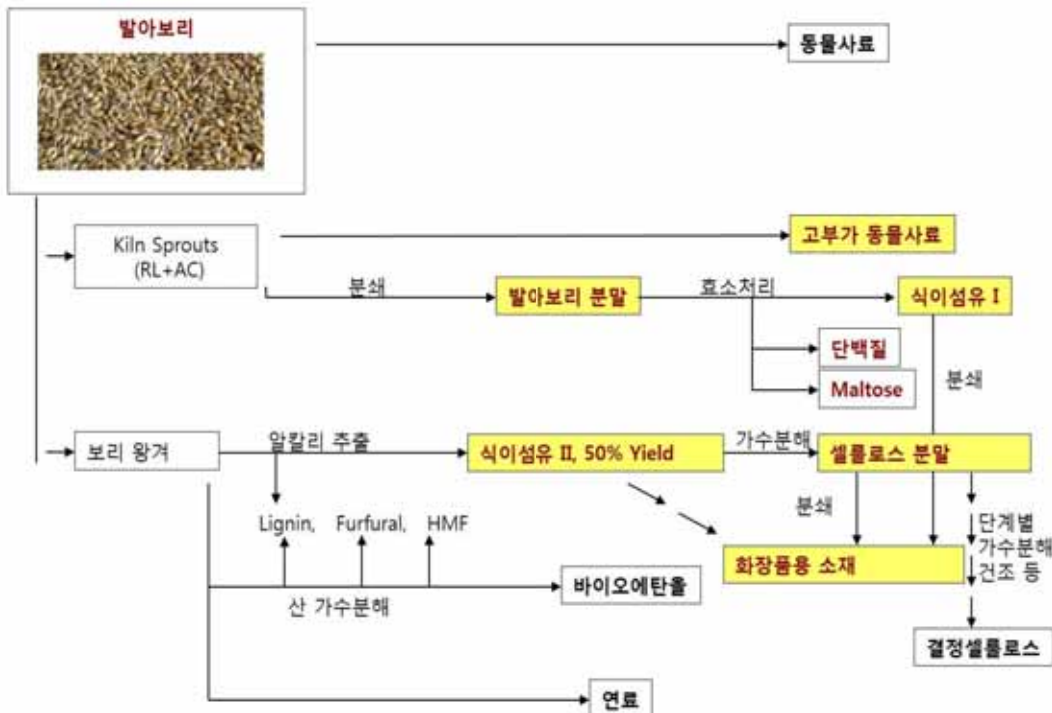 발아보리
동물사료
Kiln Sprouts
(RL+AC)
고부가 동물사료
분쇄
발아보리 분말
효소처리
식이섬유 I
단백질
Maltose
분쇄
보리 왕겨
알칼리 추출
식이섬유 II, 50% Yield
가수분해
셀룰로스 분말
분쇄
단계별
가수분해
건조 등
Lignin, Furfural, HMF
화장품용 소재
산 가수분해
바이오에탄올
결정셀룰로스
연료